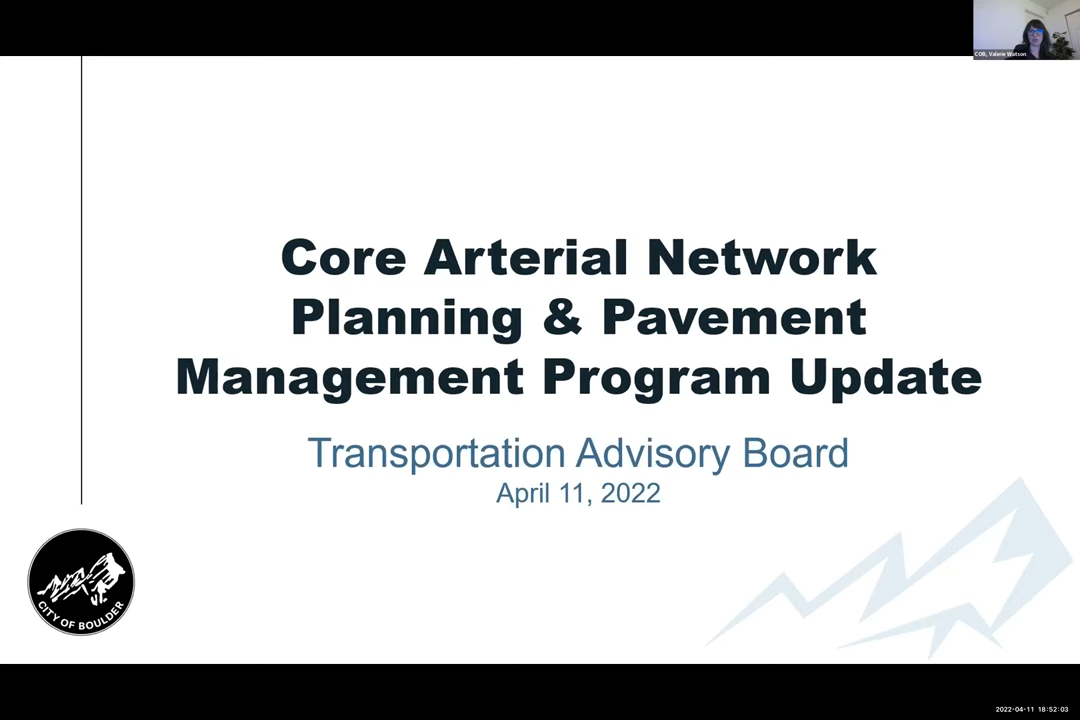 COB, Valerie Watson
Core Arterial Network
Planning & Pavement
Management Program Update
Transportation Advisory Board
April 11, 2022
CITY OF BOULDER
2022-04-11 18:52:03